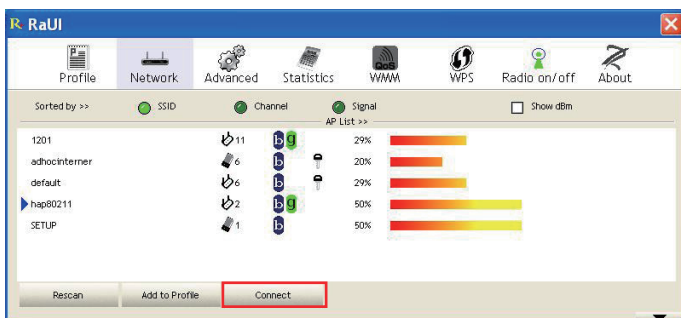 R RaUI
Profile Network Advanced Statistics QoS WMM WPS Radio on/off About
Sorted by >> SSID Channel Signal Show dBm
AP List >>
1201 11 b g 29%
adhocinterner 6 b 20%
default 6 b 29%
hap80211 2 b g 50%
SETUP 1 b 50%
Rescan Add to Profile Connect